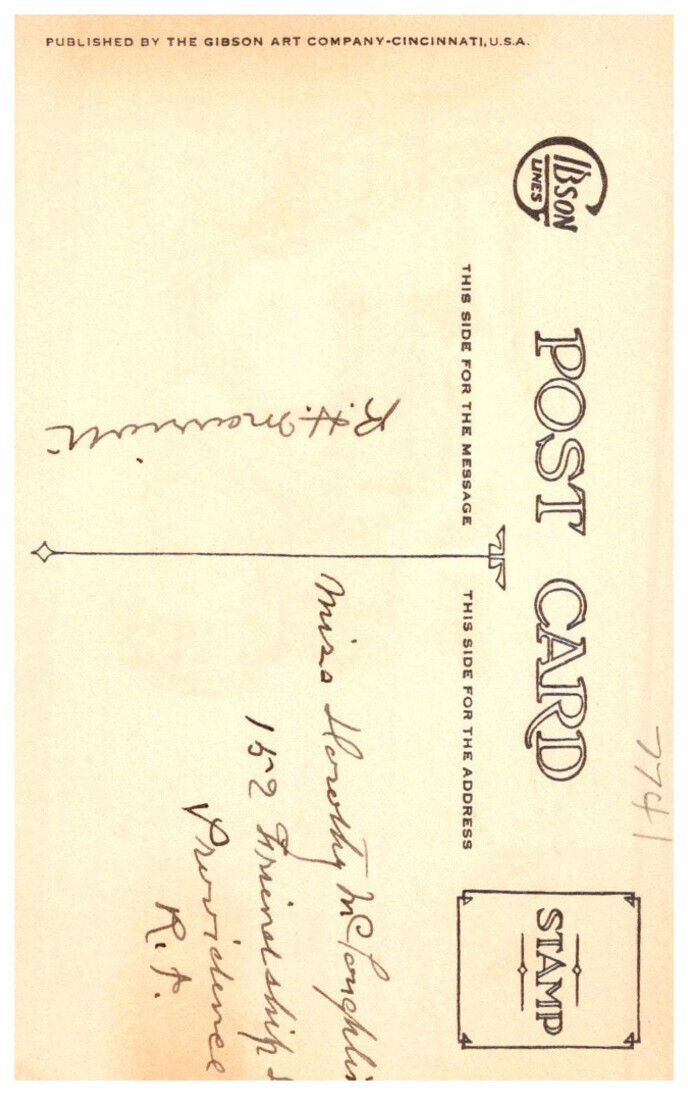 PUBLISHED BY THE GIBSON ART COMPANY-CINCINNATI, U.S.A.
GIBSON
LINES
POST CARD
THIS SIDE FOR THE MESSAGE
THIS SIDE FOR THE ADDRESS
STAMP
7741
R.H.
Miss Dorothy McLoughlin
152 Friendship
Providence
R.I.